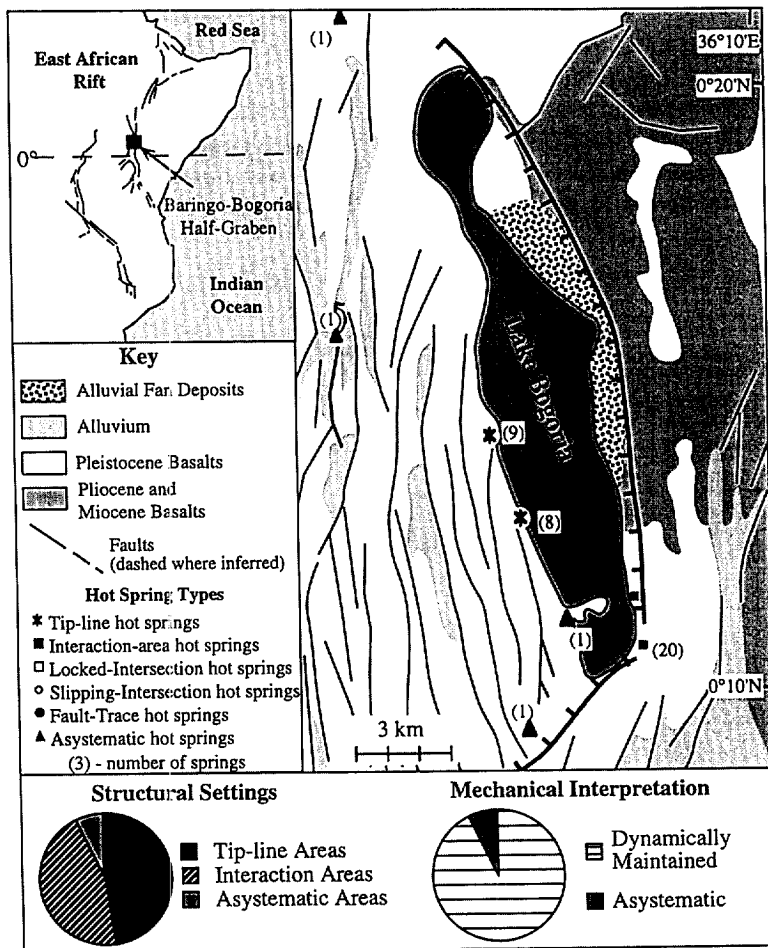 Red Sea
East African
Rift
0°
Baringo-Bogoria
Half-Graben
Indian
Ocean
(1)
36°10'E
0°20'N
(1)
Lake Bogoria
(9)
(8)
(1)
(20)
(1)
0°10'N
3 km
Key
Alluvial Fan Deposits
Alluvium
Pleistocene Basalts
Pliocene and
Miocene Basalts
Faults
(dashed where inferred)
Hot Spring Types
Tip-line hot springs
Interaction-area hot springs
Locked-Intersection hot springs
Slipping-Intersection hot springs
Fault-Trace hot springs
Asystematic hot springs
(3) - number of springs
Structural Settings
Tip-line Areas
Interaction Areas
Asystematic Areas
Mechanical Interpretation
Dynamically
Maintained
Asystematic